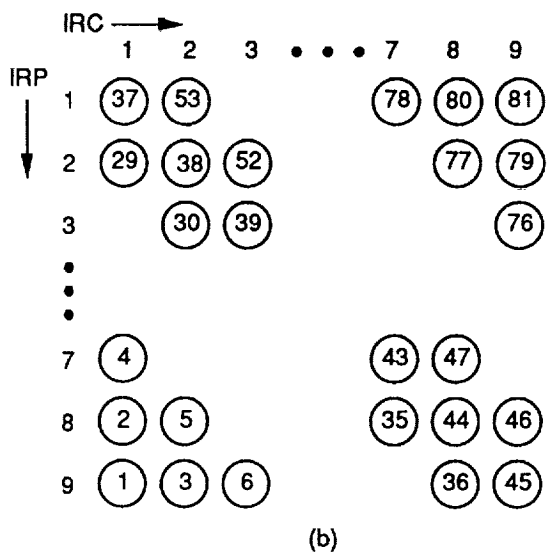 IRC
1 2 3 • • • 7 8 9
IRP
1 37 53 78 80 81
2 29 38 52 77 79
3 30 39 76
7 4 43 47
8 2 5 35 44 46
9 1 3 6 36 45
(b)